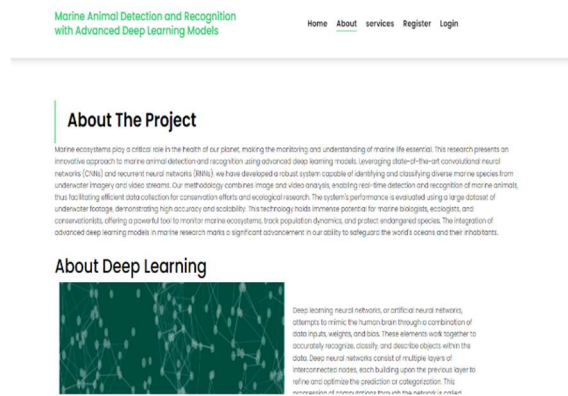 Marine Animal Detection and Recognition
with Advanced Deep Learning Models
Home About services Register Login
About The Project
Marine ecosystems play a critical role in the health of our planet, making the monitoring and understanding of marine life essential. This research presents an
innovative approach to marine animal detection and recognition using advanced deep learning models. Leveraging state-of-the-art convolutional neural
networks (CNNs) and recurrent neural networks (RNNs), we have developed a robust system capable of identifying and classifying diverse marine species from
underwater imagery and video streams. Our methodology combines image and video analysis, enabling real-time detection and recognition of marine animals,
thus facilitating efficient data collection for conservation efforts and ecological research. The system's performance is evaluated using a large dataset of
underwater footage, demonstrating high accuracy and scalability. This technology holds immense potential for marine biologists, ecologists, and
conservationists, offering a powerful tool to monitor marine ecosystems, track population dynamics, and protect endangered species. The integration of
advanced deep learning models in marine research marks a significant advancement in our ability to safeguard the world's oceans and their inhabitants.
About Deep Learning
Deep learning neural networks, or artificial neural networks,
attempts to mimic the human brain through a combination of
data inputs, weights, and bias. These elements work together to
accurately recognize, classify, and describe objects within the
data. Deep neural networks consist of multiple layers of
interconnected nodes, each building upon the previous layer to
refine and optimize the prediction or categorization. This
progression of computations through the network is called